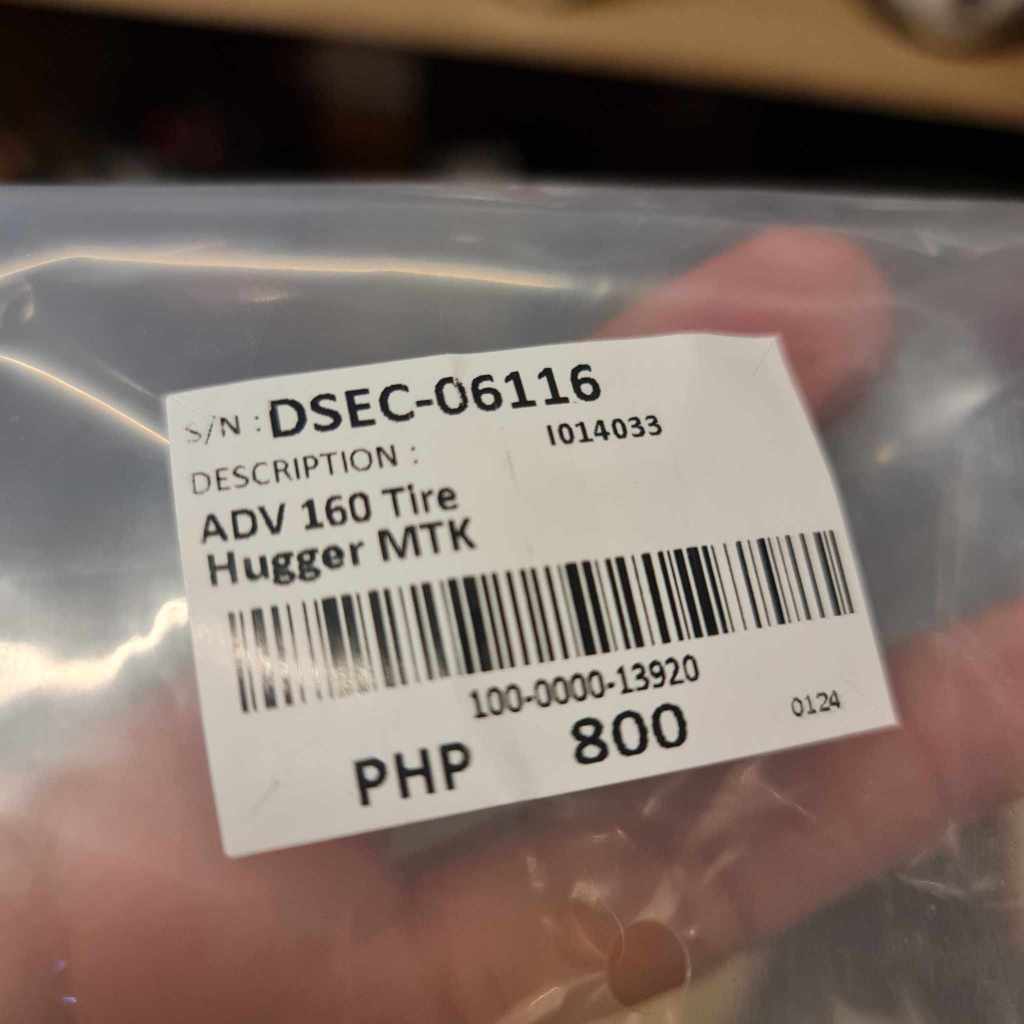 S/N : DSEC-06116
I014033
DESCRIPTION :
ADV 160 Tire
Hugger MTK
100-0000-13920
PHP 800
0124